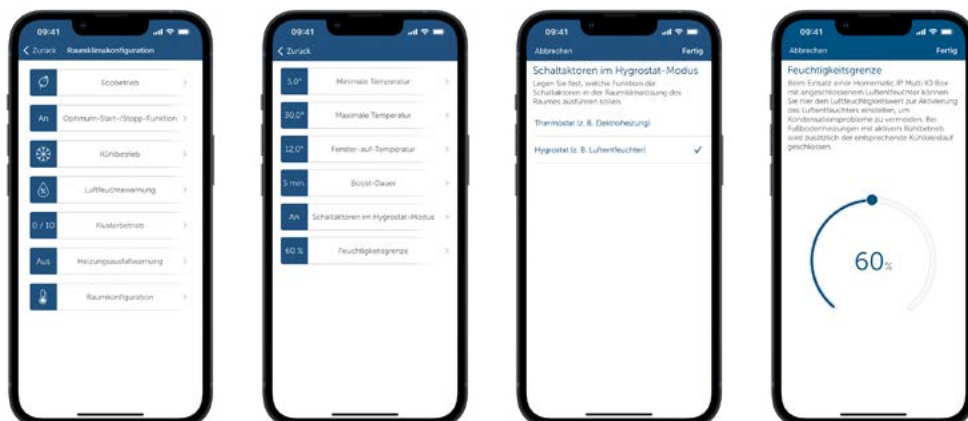 09:41
Zurück Raumklimakonfiguration
Ecobetrieb
An Optimum-Start-/Stopp-Funktion
Kühlbetrieb
Luftfeuchtewarnung
0 / 10 Klusterbetrieb
Aus Heizungsausfallwarnung
Raumkonfiguration
09:41
Zurück
5,0° Minimale Temperatur
30,0° Maximale Temperatur
12,0° Fenster-auf-Temperatur
5 min. Boost-Dauer
An Schaltaktoren im Hygrostat-Modus
60 % Feuchtigkeitsgrenze
09:41
Abbrechen Fertig
Schaltaktoren im Hygrostat-Modus
Legen Sie fest, welche Funktion die
Schaltaktoren in der Raumklimalösung des
Raumes ausführen sollen.
Thermostat (z. B. Elektroheizung)
Hygrostat (z. B. Luftentfeuchter)
09:41
Abbrechen Fertig
Feuchtigkeitsgrenze
Beim Einsatz einer Homematic IP Multi IO Box
mit angeschlossenem Luftentfeuchter können
Sie hier den Luftfeuchtigkeitswert zur Aktivierung
des Luftentfeuchters einstellen, um
Kondensationsprobleme zu vermeiden. Bei
Fußbodenheizungen mit aktivem Kühlbetrieb
wird zusätzlich der entsprechende Kühlkreislauf
geschlossen.
60%